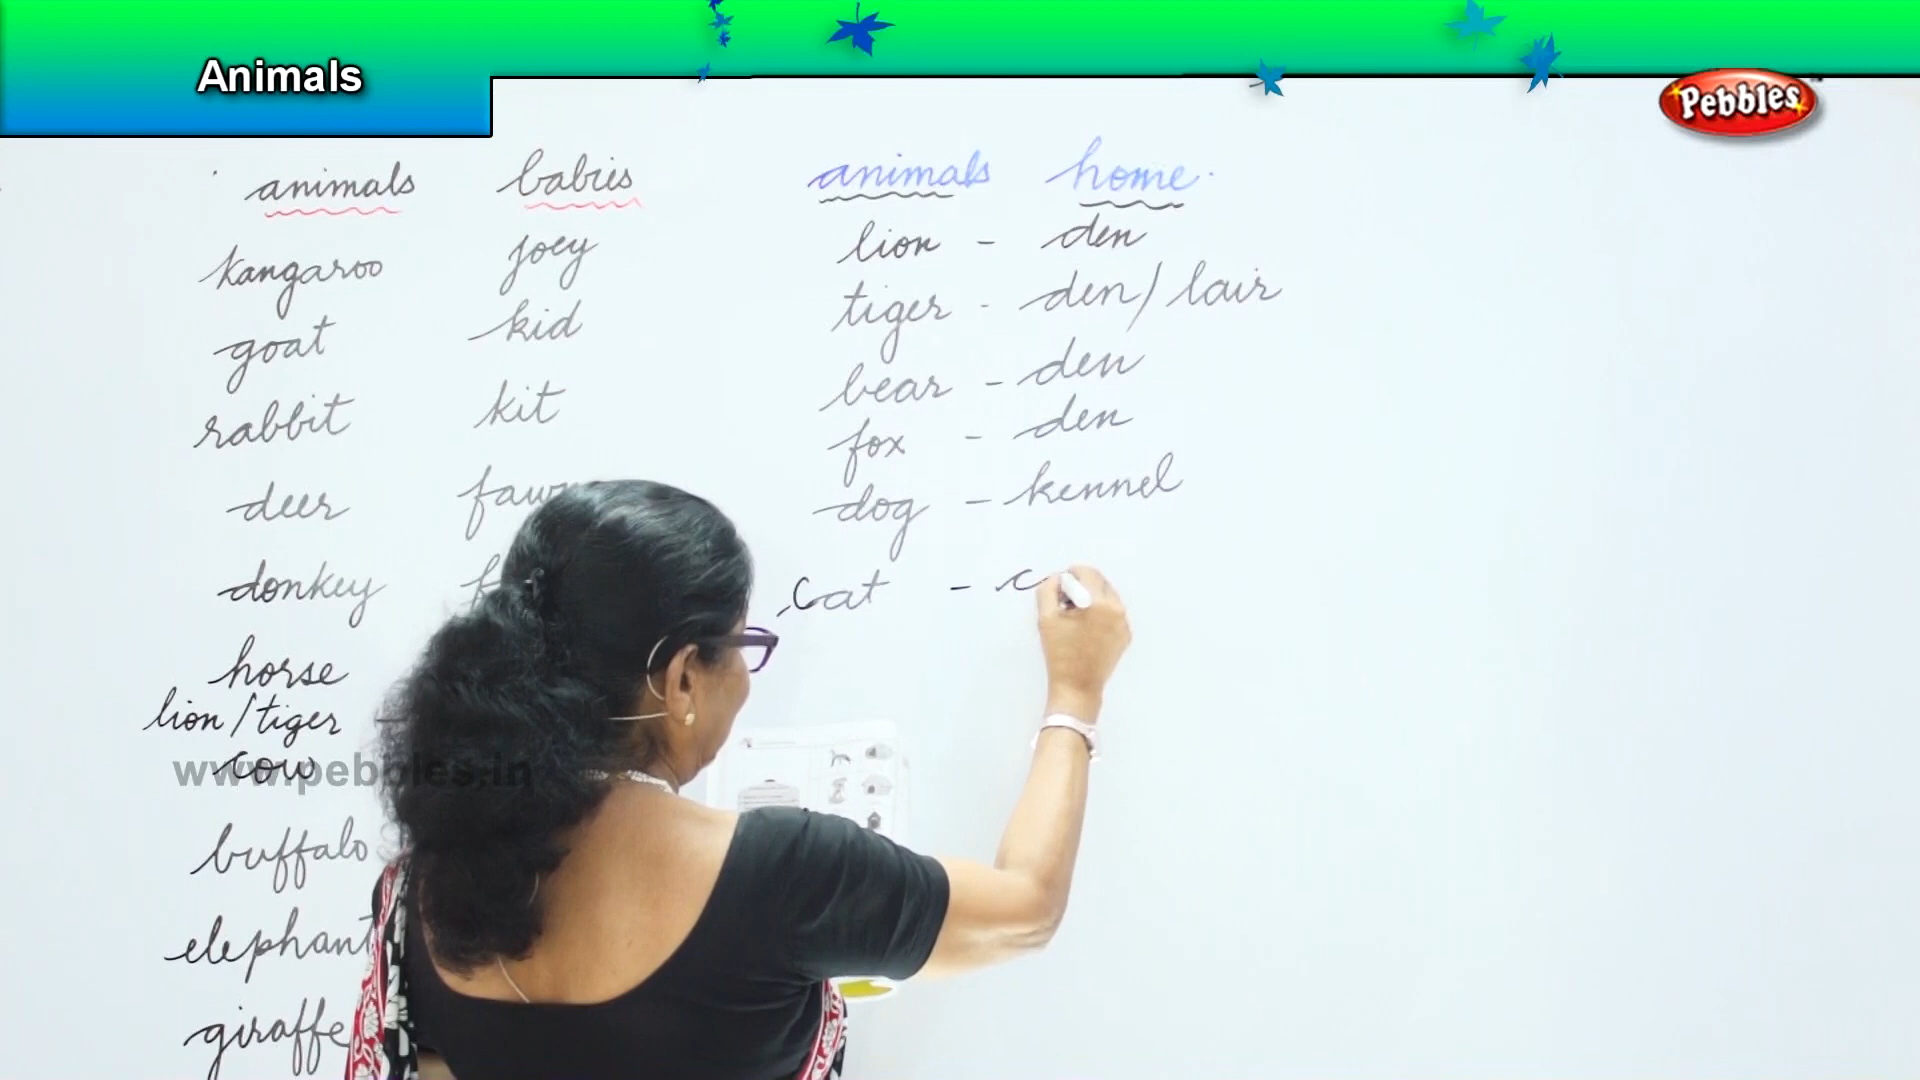 Animals
Pebbles
animals babies
kangaroo joey
goat kid
rabbit kit
deer fawn
donkey
horse
lion/tiger -
cow
www.pebbles.in
buffalo
elephant
giraffe
animals home.
lion - den
tiger - den/lair
bear - den
fox - den
dog - kennel
cat - c